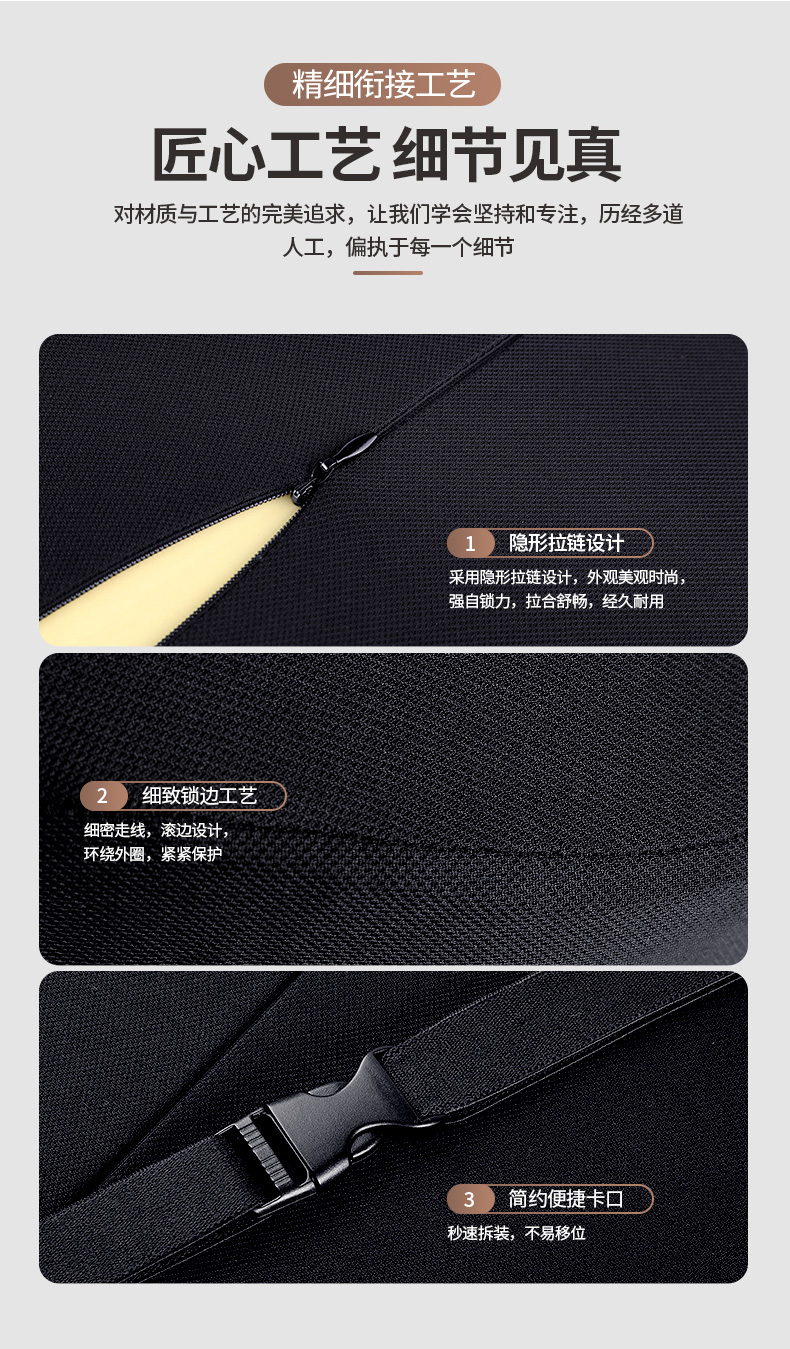 精细衔接工艺
匠心工艺 细节见真
对材质与工艺的完美追求，让我们学会坚持和专注，历经多道
人工，偏执于每一个细节
1 隐形拉链设计
采用隐形拉链设计，外观美观时尚，
强自锁力，拉合舒畅，经久耐用
2 细致锁边工艺
细密走线，滚边设计，
环绕外圈，紧紧保护
3 简约便捷卡口
秒速拆装，不易移位